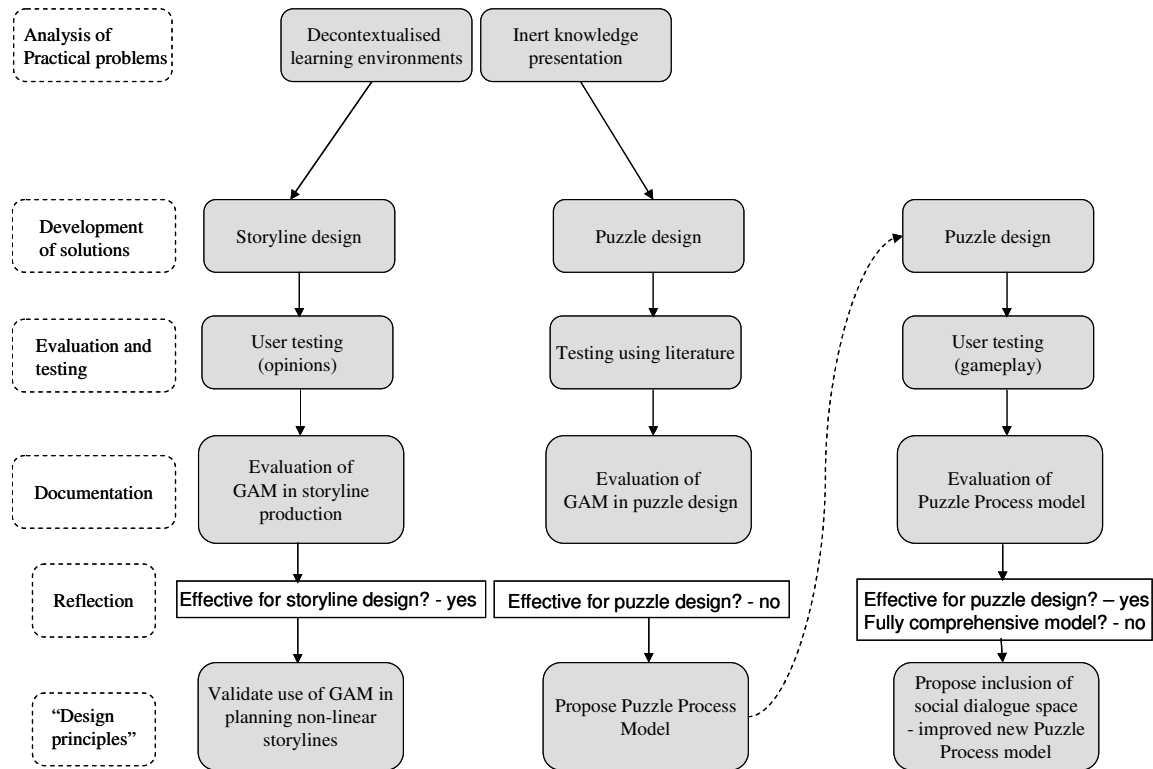 Analysis of
Practical problems
Decontextualised
learning environments
Inert knowledge
presentation
Development
of solutions
Storyline design
Puzzle design
Puzzle design
Evaluation and
testing
User testing
(opinions)
Testing using literature
User testing
(gameplay)
Documentation
Evaluation of
GAM in storyline
production
Evaluation of
GAM in puzzle design
Evaluation of
Puzzle Process model
Reflection
Effective for storyline design? - yes
Effective for puzzle design? - no
Effective for puzzle design? – yes
Fully comprehensive model? - no
“Design
principles”
Validate use of GAM in
planning non-linear
storylines
Propose Puzzle Process
Model
Propose inclusion of
social dialogue space
- improved new Puzzle
Process model